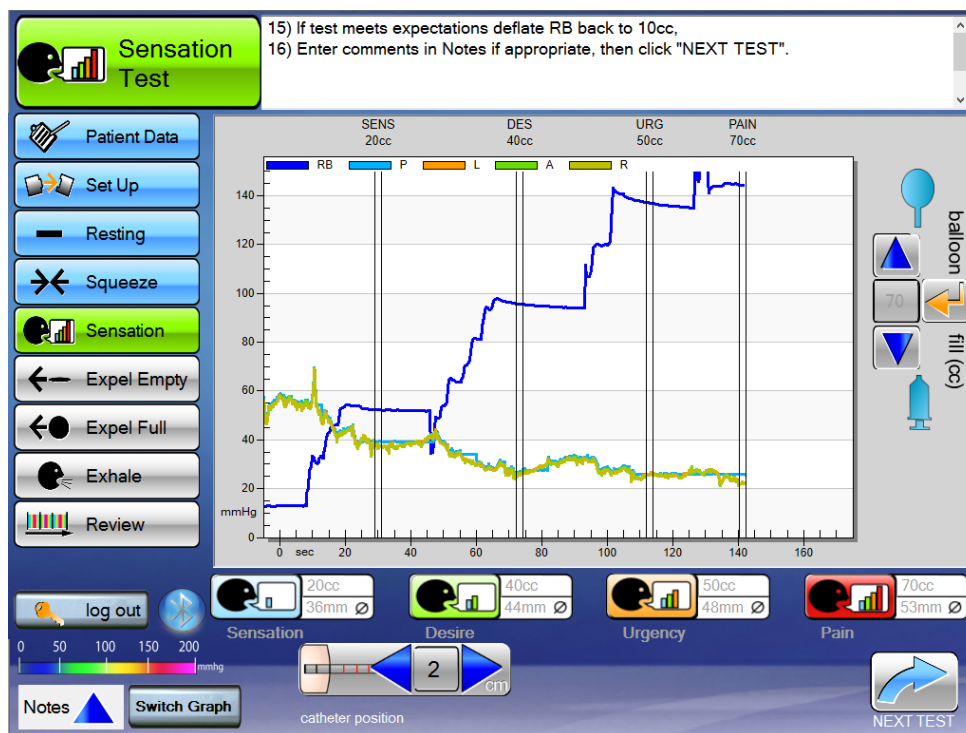 Sensation
Test
15) If test meets expectations deflate RB back to 10cc,
16) Enter comments in Notes if appropriate, then click "NEXT TEST".
Patient Data
Set Up
Resting
Squeeze
Sensation
Expel Empty
Expel Full
Exhale
Review
SENS DES URG PAIN
20cc 40cc 50cc 70cc
RB P L A R
140
120
100
80
60
40
20
mmHg
0
0 sec 20 40 60 80 100 120 140 160
balloon
70
fill (cc)
log out
20cc
36mm Ø
Sensation
40cc
44mm Ø
Desire
50cc
48mm Ø
Urgency
70cc
53mm Ø
Pain
0 50 100 150 200
mmhg
2
cm
catheter position
Notes
Switch Graph
NEXT TEST